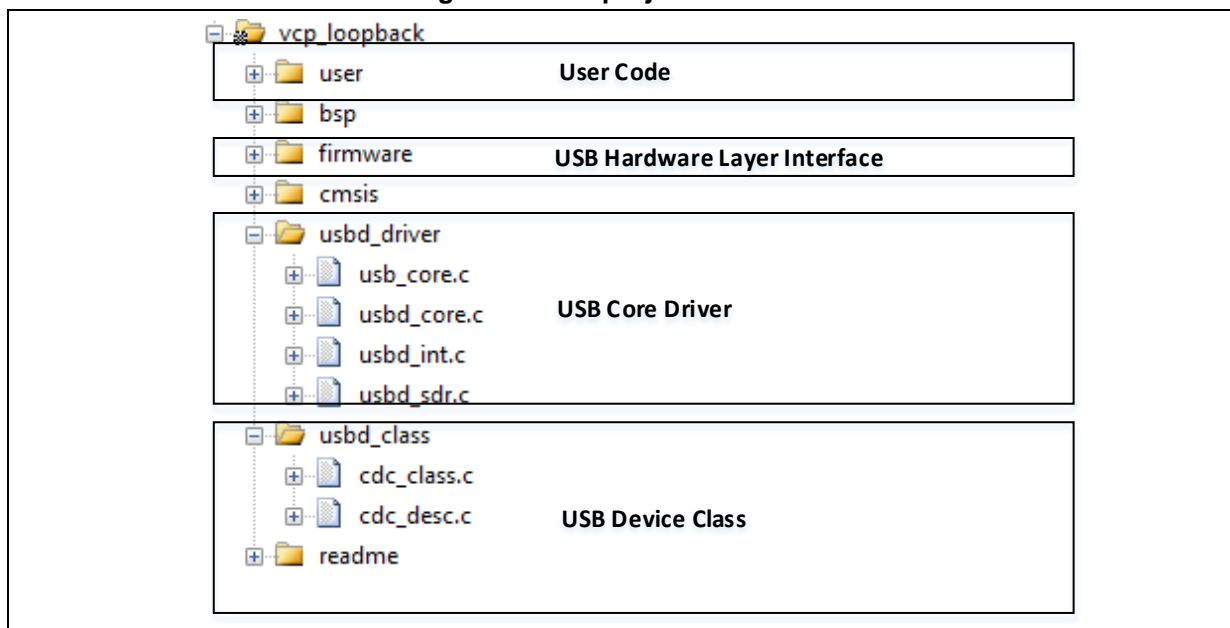 vcp_loopback
user User Code
bsp
firmware USB Hardware Layer Interface
cmsis
usbd_driver
usb_core.c
usbd_core.c USB Core Driver
usbd_int.c
usbd_sdr.c
usbd_class
cdc_class.c
cdc_desc.c USB Device Class
readme